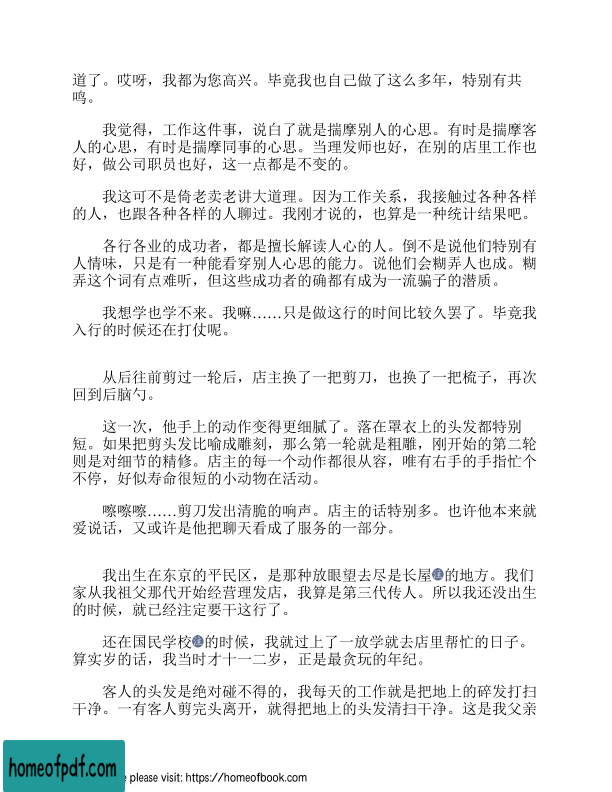 道了。哎呀，我都为您高兴。毕竟我也自己做了这么多年，特别有共
鸣。
我觉得，工作这件事，说白了就是揣摩别人的心思。有时是揣摩客
人的心思，有时是揣摩同事的心思。当理发师也好，在别的店里工作也
好，做公司职员也好，这一点都是不变的。
我这可不是倚老卖老讲大道理。因为工作关系，我接触过各种各样
的人，也跟各种各样的人聊过。我刚才说的，也算是一种统计结果吧。
各行各业的成功者，都是擅长解读人心的人。倒不是说他们特别有
人情味，只是有一种能看穿别人心思的能力。说他们会糊弄人也成。糊
弄这个词有点难听，但这些成功者的确都有成为一流骗子的潜质。
我想学也学不来。我嘛……只是做这行的时间比较久罢了。毕竟我
入行的时候还在打仗呢。
从后往前剪过一轮后，店主换了一把剪刀，也换了一把梳子，再次
回到后脑勺。
这一次，他手上的动作变得更细腻了。落在罩衣上的头发都特别
短。如果把剪头发比喻成雕刻，那么第一轮就是粗雕，刚开始的第二轮
则是对细节的精修。店主的每一个动作都很从容，唯有右手的手指忙个
不停，好似寿命很短的小动物在活动。
嚓嚓嚓……剪刀发出清脆的响声。店主的话特别多。也许他本来就
爱说话，又或许是他把聊天看成了服务的一部分。
我出生在东京的平民区，是那种放眼望去尽是长屋注的地方。我们
家从我祖父那代开始经营理发店，我算是第三代传人。所以我还没出生
的时候，就已经注定要干这行了。
还在国民学校注的时候，我就过上了一放学就去店里帮忙的日子。
算实岁的话，我当时才十一二岁，正是最贪玩的年纪。
客人的头发是绝对碰不得的，我每天的工作就是把地上的碎发打扫
干净。一有客人剪完头离开，就得把地上的头发清扫干净。这是我父亲
homeofpdf.com
e please visit: https://homeofbook.com